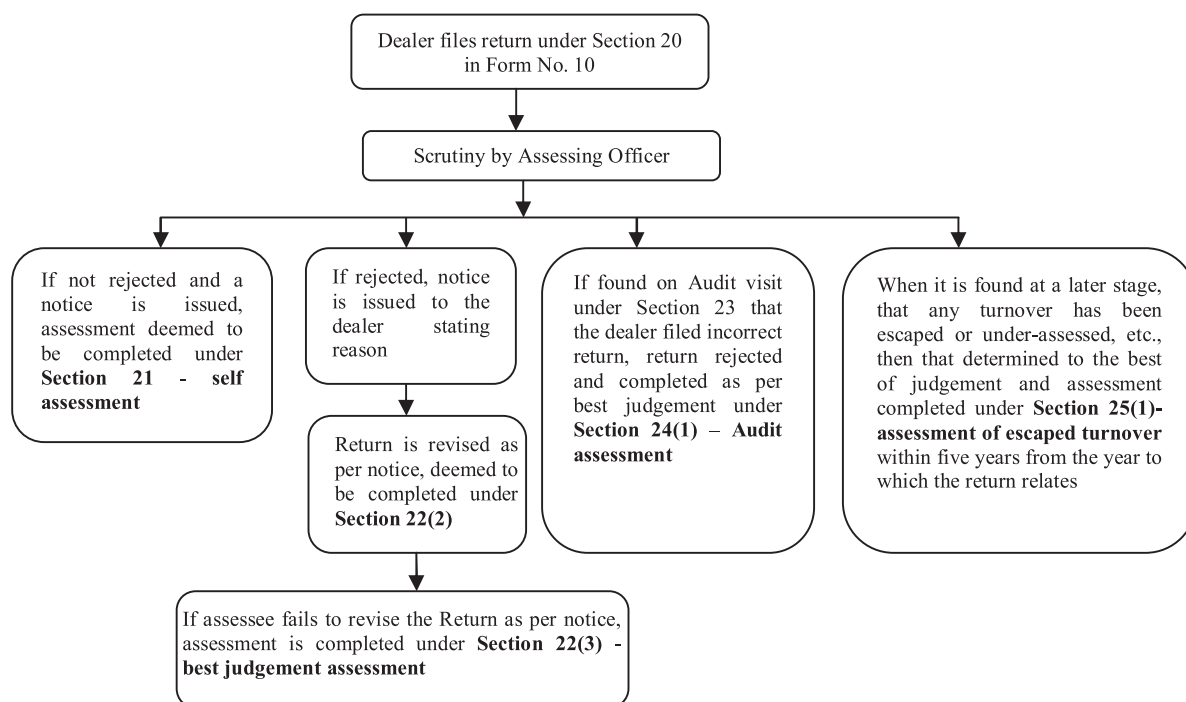 Dealer files return under Section 20
in Form No. 10
Scrutiny by Assessing Officer
If not rejected and a
notice is issued,
assessment deemed to
be completed under
Section 21 - self
assessment
If rejected, notice
is issued to the
dealer stating
reason
Return is revised as
per notice, deemed to
be completed under
Section 22(2)
If assessee fails to revise the Return as per notice,
assessment is completed under Section 22(3) -
best judgement assessment
If found on Audit visit
under Section 23 that
the dealer filed incorrect
return, return rejected
and completed as per
best judgement under
Section 24(1) – Audit
assessment
When it is found at a later stage,
that any turnover has been
escaped or under-assessed, etc.,
then that determined to the best
of judgement and assessment
completed under Section 25(1)-
assessment of escaped turnover
within five years from the year to
which the return relates